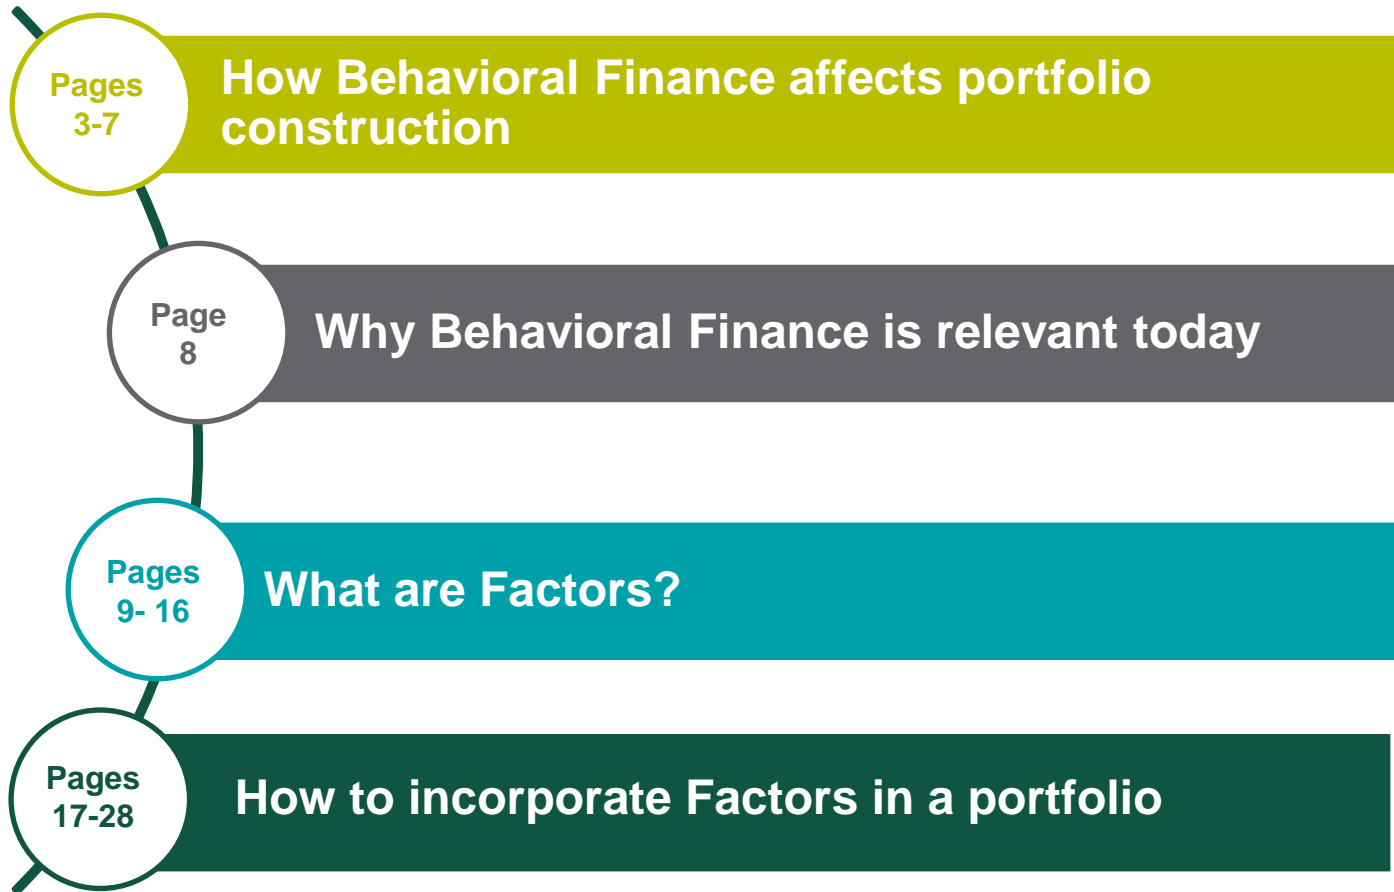 Pages
3-7
How Behavioral Finance affects portfolio
construction
Page
8
Why Behavioral Finance is relevant today
Pages
9- 16
What are Factors?
Pages
17-28
How to incorporate Factors in a portfolio